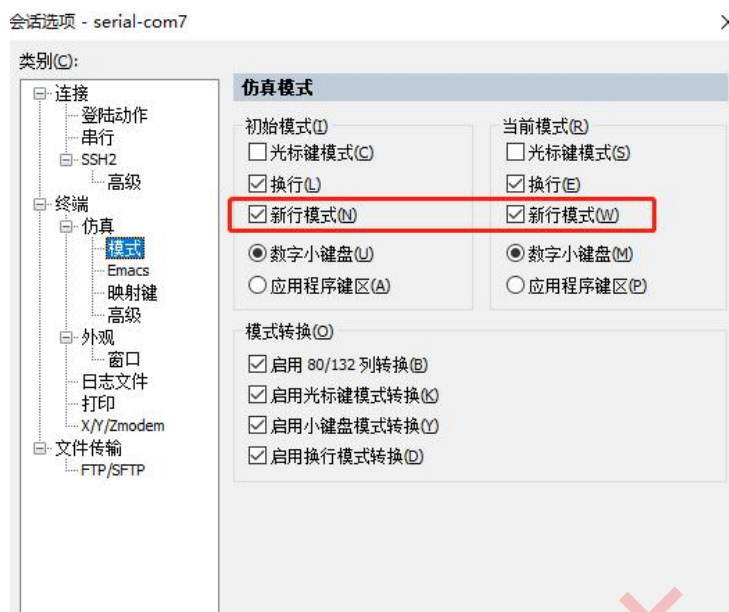 会话选项 - serial-com7
类别(C):
连接
登陆动作
串行
SSH2
高级
终端
仿真
模式
Emacs
映射键
高级
外观
窗口
日志文件
打印
X/Y/Zmodem
文件传输
FTP/SFTP
仿真模式
初始模式(I)
光标键模式(C)
换行(L)
新行模式(N)
数字小键盘(U)
应用程序键区(A)
当前模式(R)
光标键模式(S)
换行(E)
新行模式(W)
数字小键盘(M)
应用程序键区(P)
模式转换(O)
启用 80/132 列转换(B)
启用光标键模式转换(K)
启用小键盘模式转换(Y)
启用换行模式转换(D)